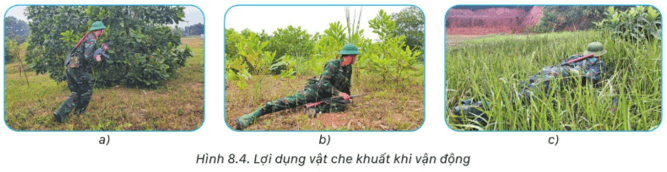 a) b) c)
Hình 8.4. Lợi dụng vật che khuất khi vận động